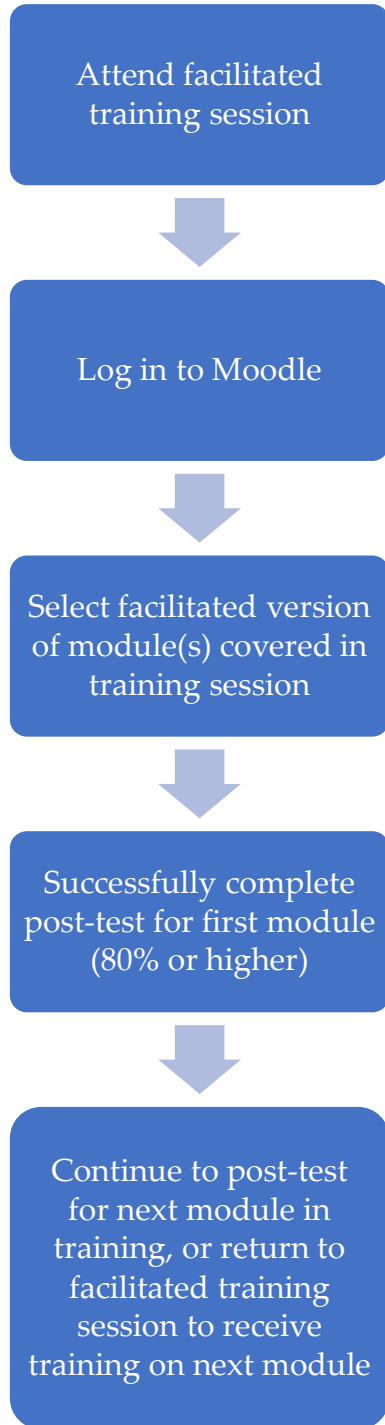 Attend facilitated
training session
Log in to Moodle
Select facilitated version
of module(s) covered in
training session
Successfully complete
post-test for first module
(80% or higher)
Continue to post-test
for next module in
training, or return to
facilitated training
session to receive
training on next module